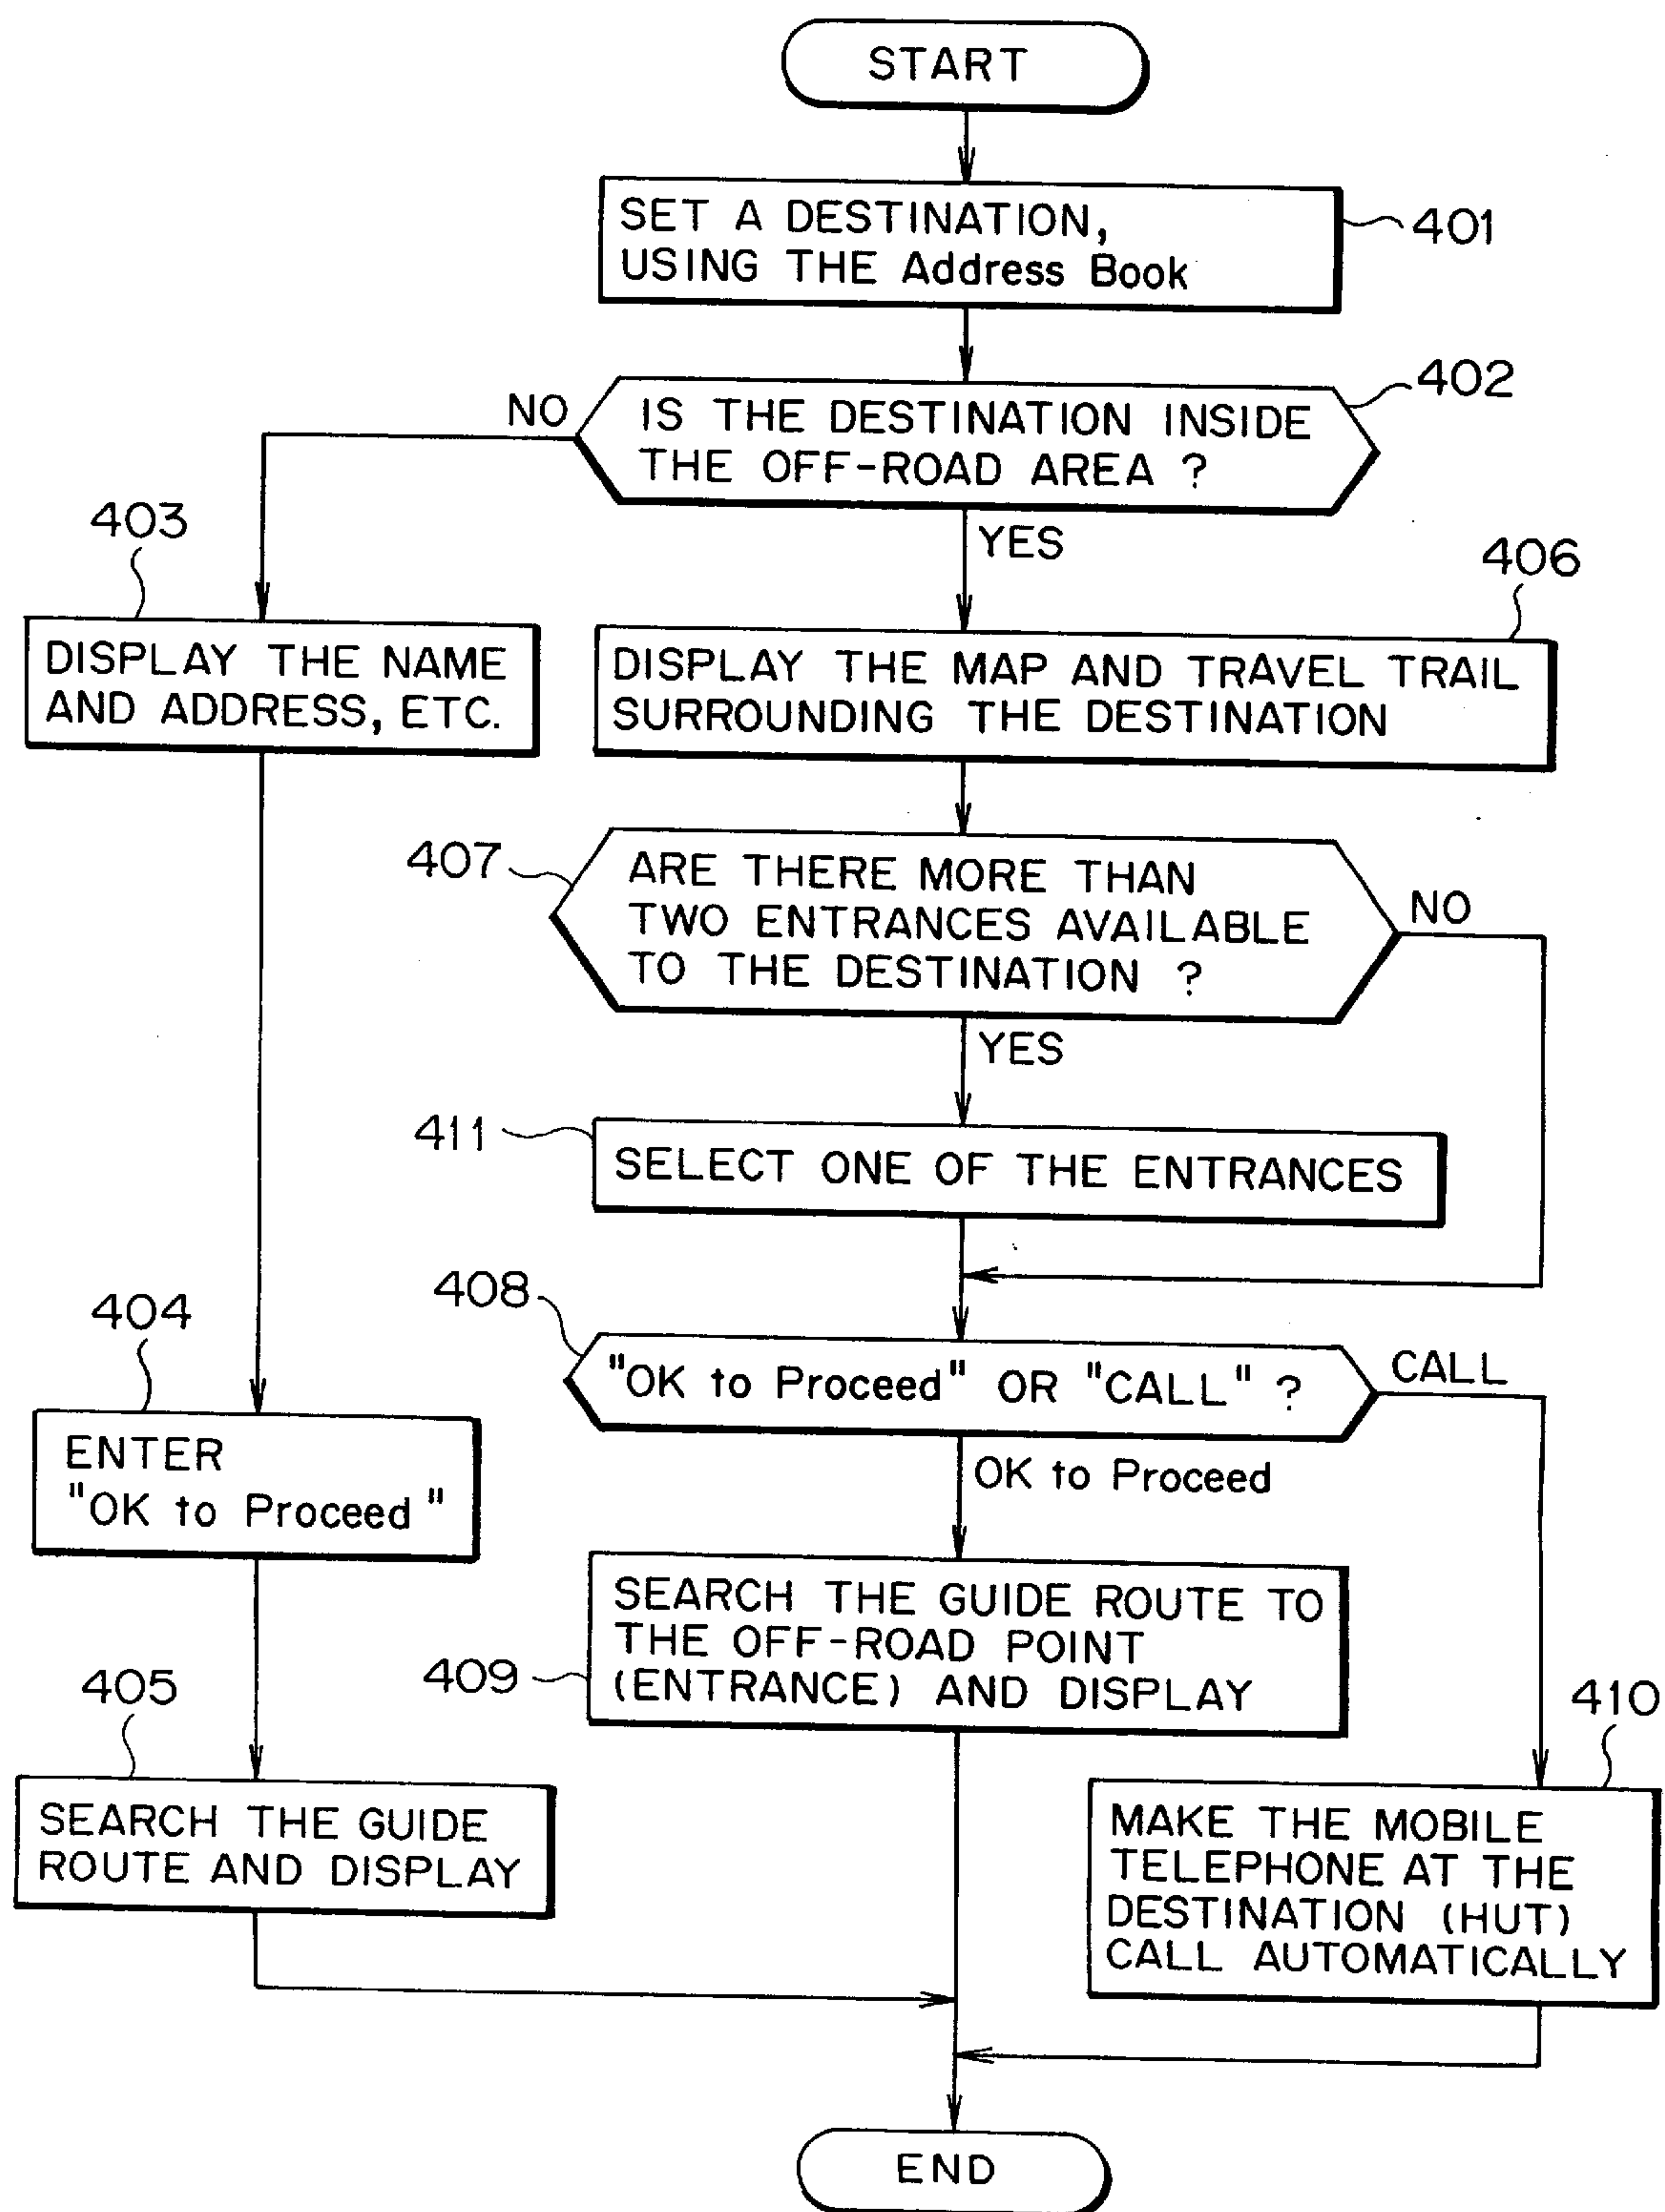 START
SET A DESTINATION,
USING THE Address Book
401
402
NO
IS THE DESTINATION INSIDE
THE OFF-ROAD AREA ?
YES
403
DISPLAY THE NAME
AND ADDRESS, ETC.
406
DISPLAY THE MAP AND TRAVEL TRAIL
SURROUNDING THE DESTINATION
407
ARE THERE MORE THAN
TWO ENTRANCES AVAILABLE
TO THE DESTINATION ?
NO
YES
411
SELECT ONE OF THE ENTRANCES
408
"OK to Proceed" OR "CALL" ?
CALL
OK to Proceed
404
ENTER
"OK to Proceed"
409
SEARCH THE GUIDE ROUTE TO
THE OFF-ROAD POINT
(ENTRANCE) AND DISPLAY
405
SEARCH THE GUIDE
ROUTE AND DISPLAY
410
MAKE THE MOBILE
TELEPHONE AT THE
DESTINATION (HUT)
CALL AUTOMATICALLY
END